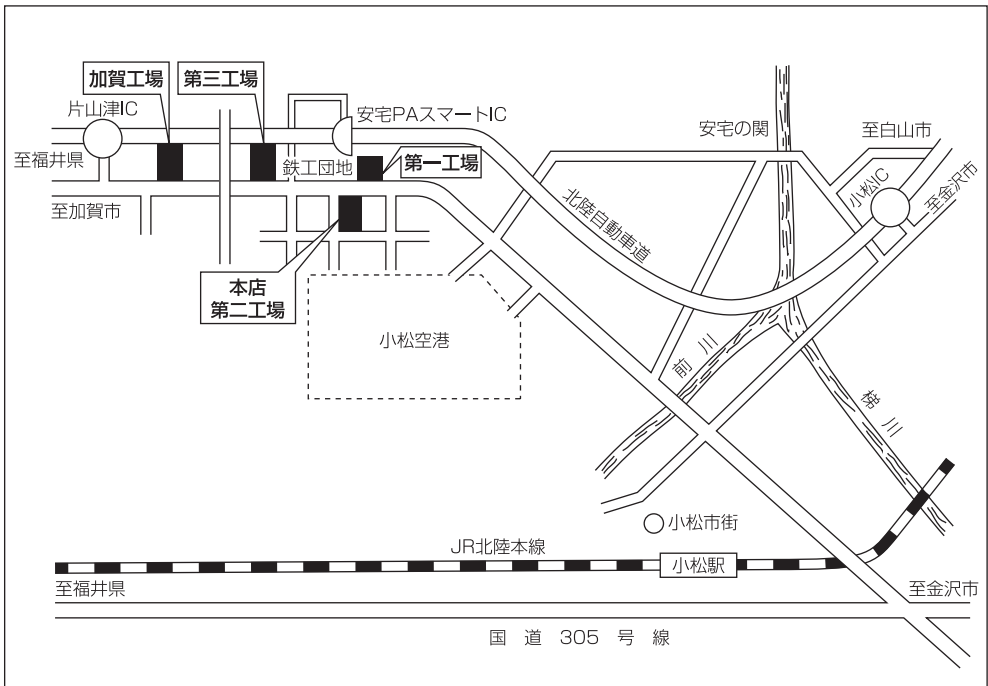 加賀工場
第三工場
片山津IC
安宅PAスマートIC
安宅の関
至白山市
至福井県
鉄工団地
第一工場
小松IC
至金沢市
至加賀市
北陸自動車道
本店
第二工場
小松空港
前川
梯川
小松市街
JR北陸本線
小松駅
至福井県
至金沢市
国道305号線